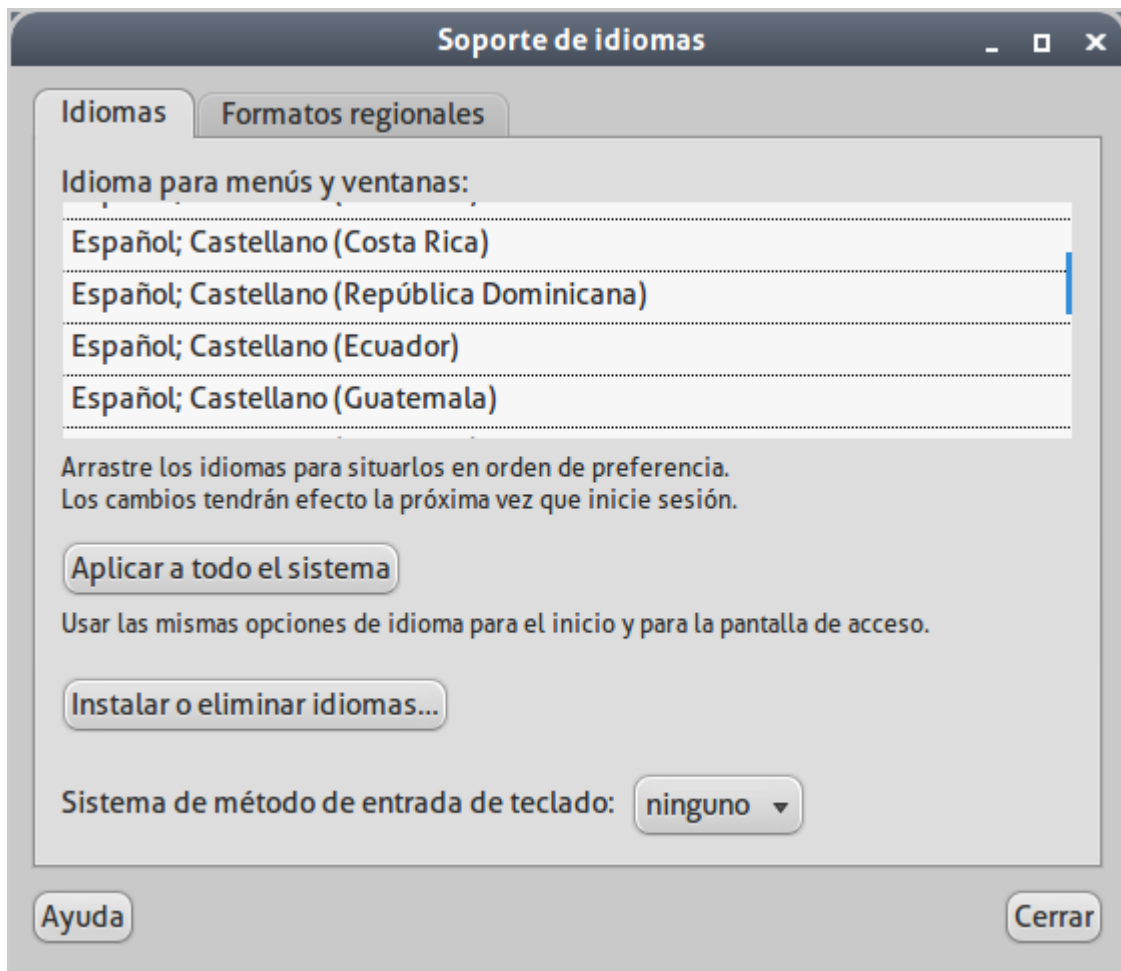 Soporte de idiomas
Idiomas
Formatos regionales
Idioma para menús y ventanas:
Español; Castellano (Costa Rica)
Español; Castellano (República Dominicana)
Español; Castellano (Ecuador)
Español; Castellano (Guatemala)
Arrastre los idiomas para situarlos en orden de preferencia.
Los cambios tendrán efecto la próxima vez que inicie sesión.
Aplicar a todo el sistema
Usar las mismas opciones de idioma para el inicio y para la pantalla de acceso.
Instalar o eliminar idiomas...
Sistema de método de entrada de teclado:
ninguno
Ayuda
Cerrar